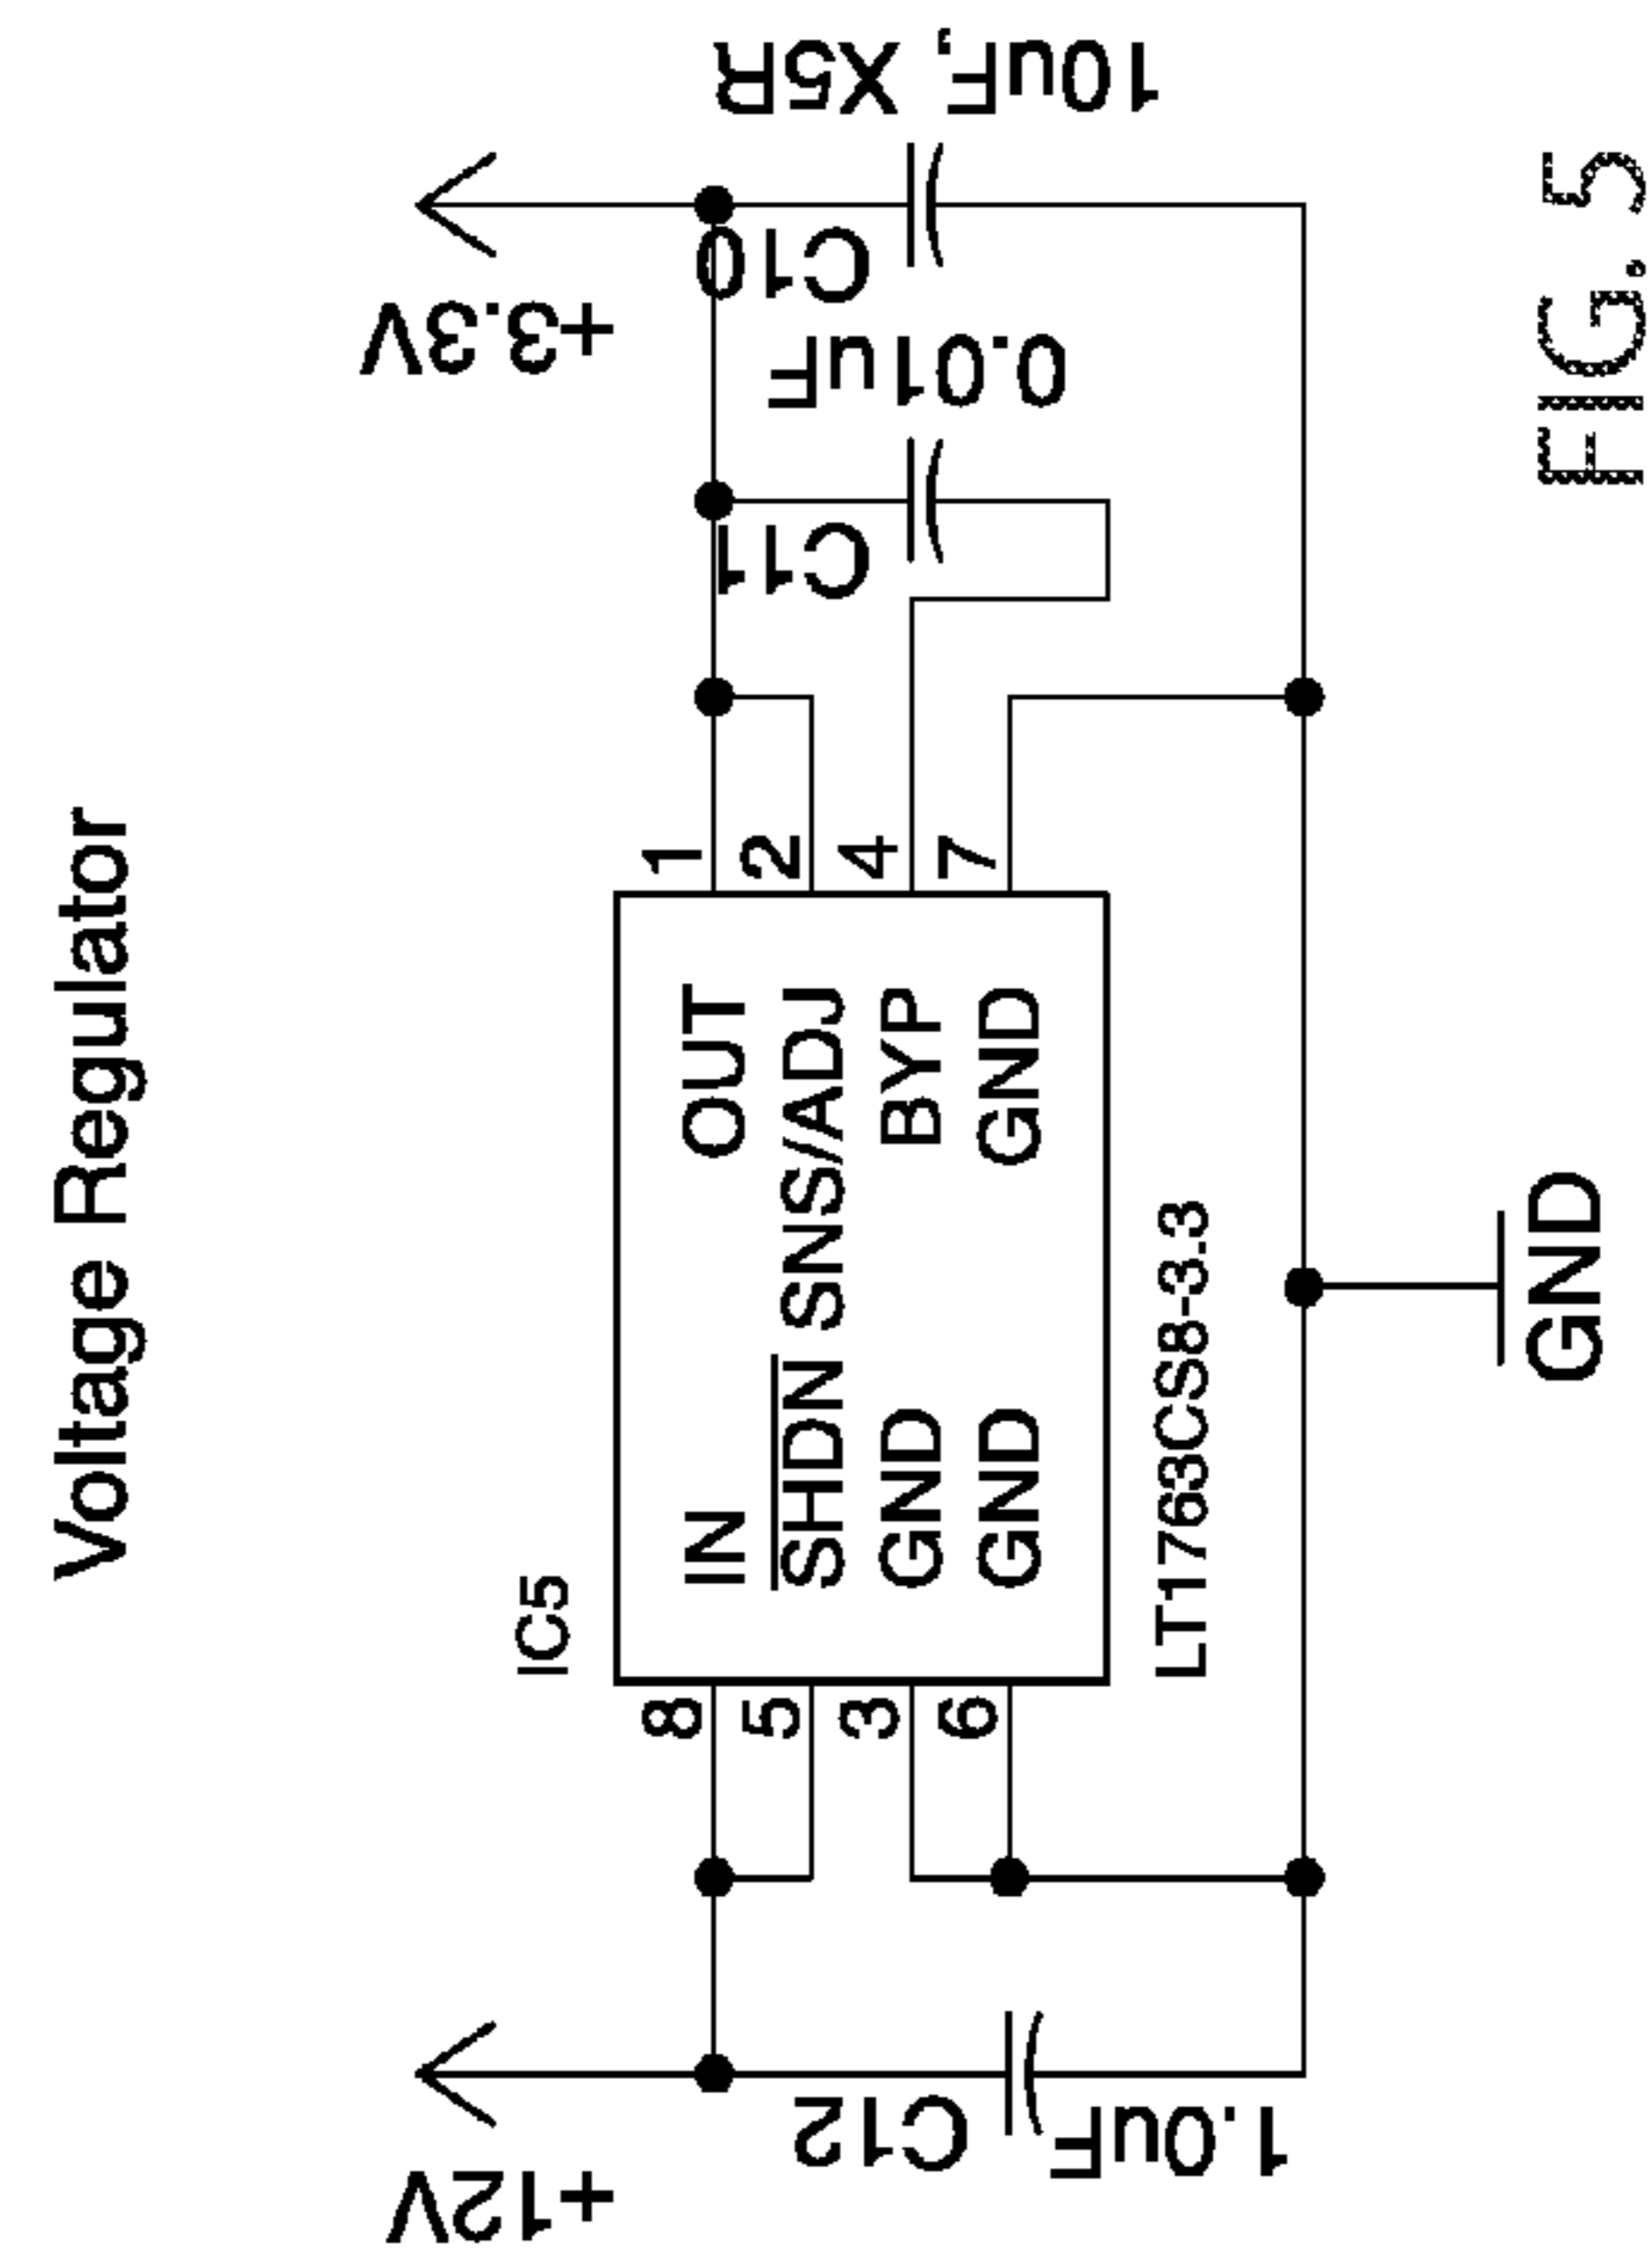 Voltage Regulator
+12V
+3.3V
IC5
8
5
3
6
IN
SHDN
GND
GND
OUT
SNS/ADJ
BYP
GND
1
2
4
7
LT1763CS8-3.3
C12
1.0uF
C11
0.01uF
C10
10uF, X5R
GND
FIG. 5